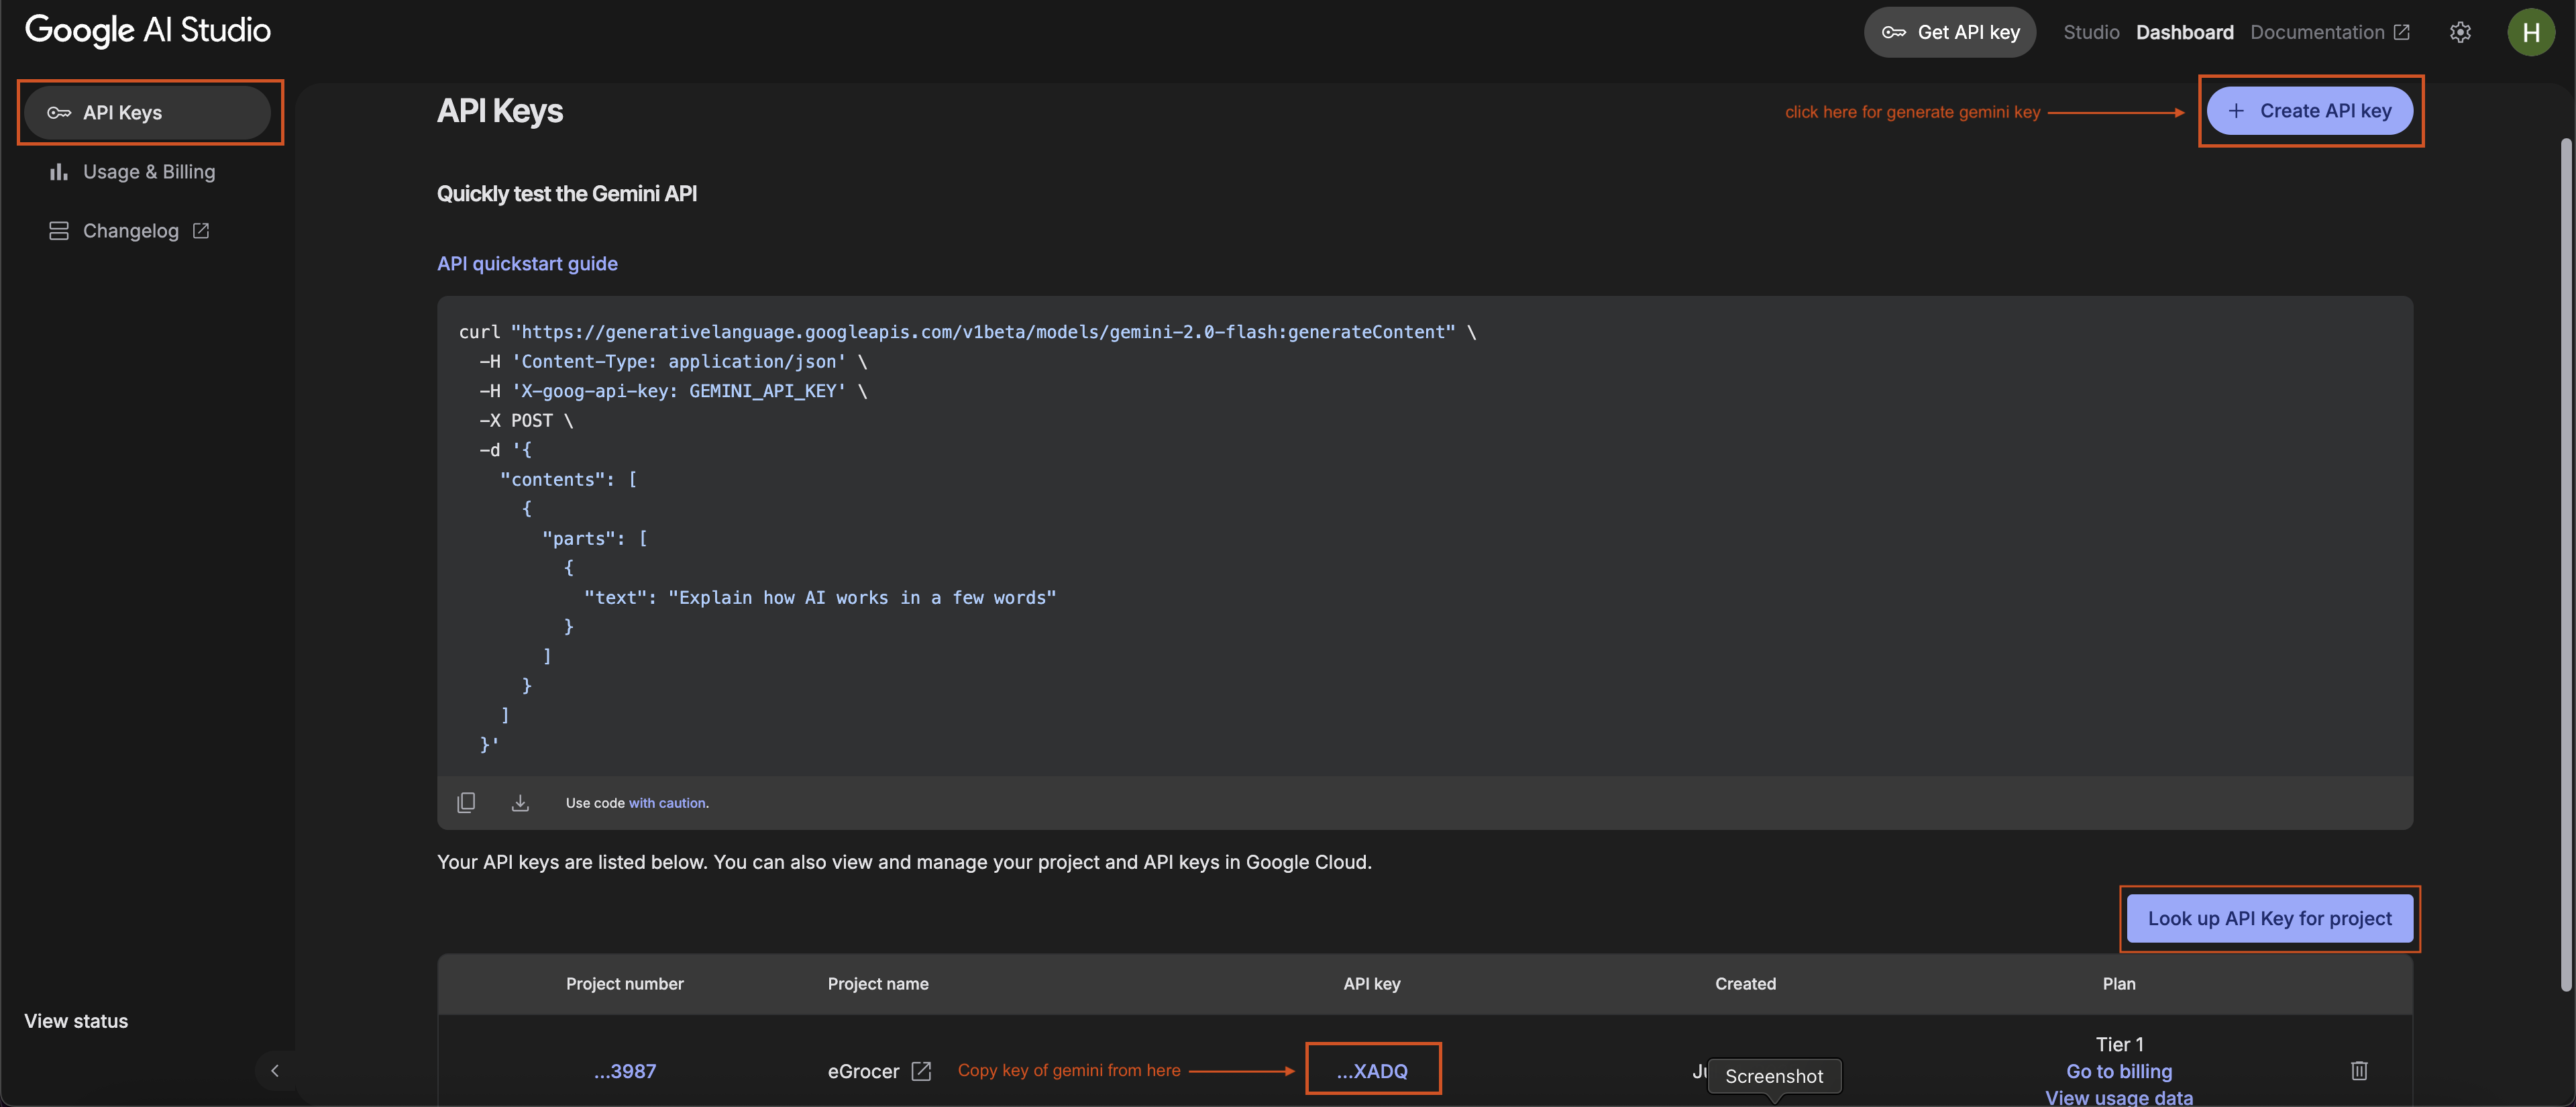 Google AI Studio
Get API key
Studio
Dashboard
Documentation
H
API Keys
Usage & Billing
Changelog
API Keys
click here for generate gemini key
+ Create API key
Quickly test the Gemini API
API quickstart guide
curl "https://generativelanguage.googleapis.com/v1beta/models/gemini-2.0-flash:generateContent" \
-H 'Content-Type: application/json' \
-H 'X-goog-api-key: GEMINI_API_KEY' \
-X POST \
-d '{
"contents": [
{
"parts": [
{
"text": "Explain how AI works in a few words"
}
]
}
]
}'
Use code with caution.
Your API keys are listed below. You can also view and manage your project and API keys in Google Cloud.
Look up API Key for project
Project number
Project name
API key
Created
Plan
...3987
eGrocer
Copy key of gemini from here
...XADQ
Screenshot
Tier 1
Go to billing
View usage data
View status